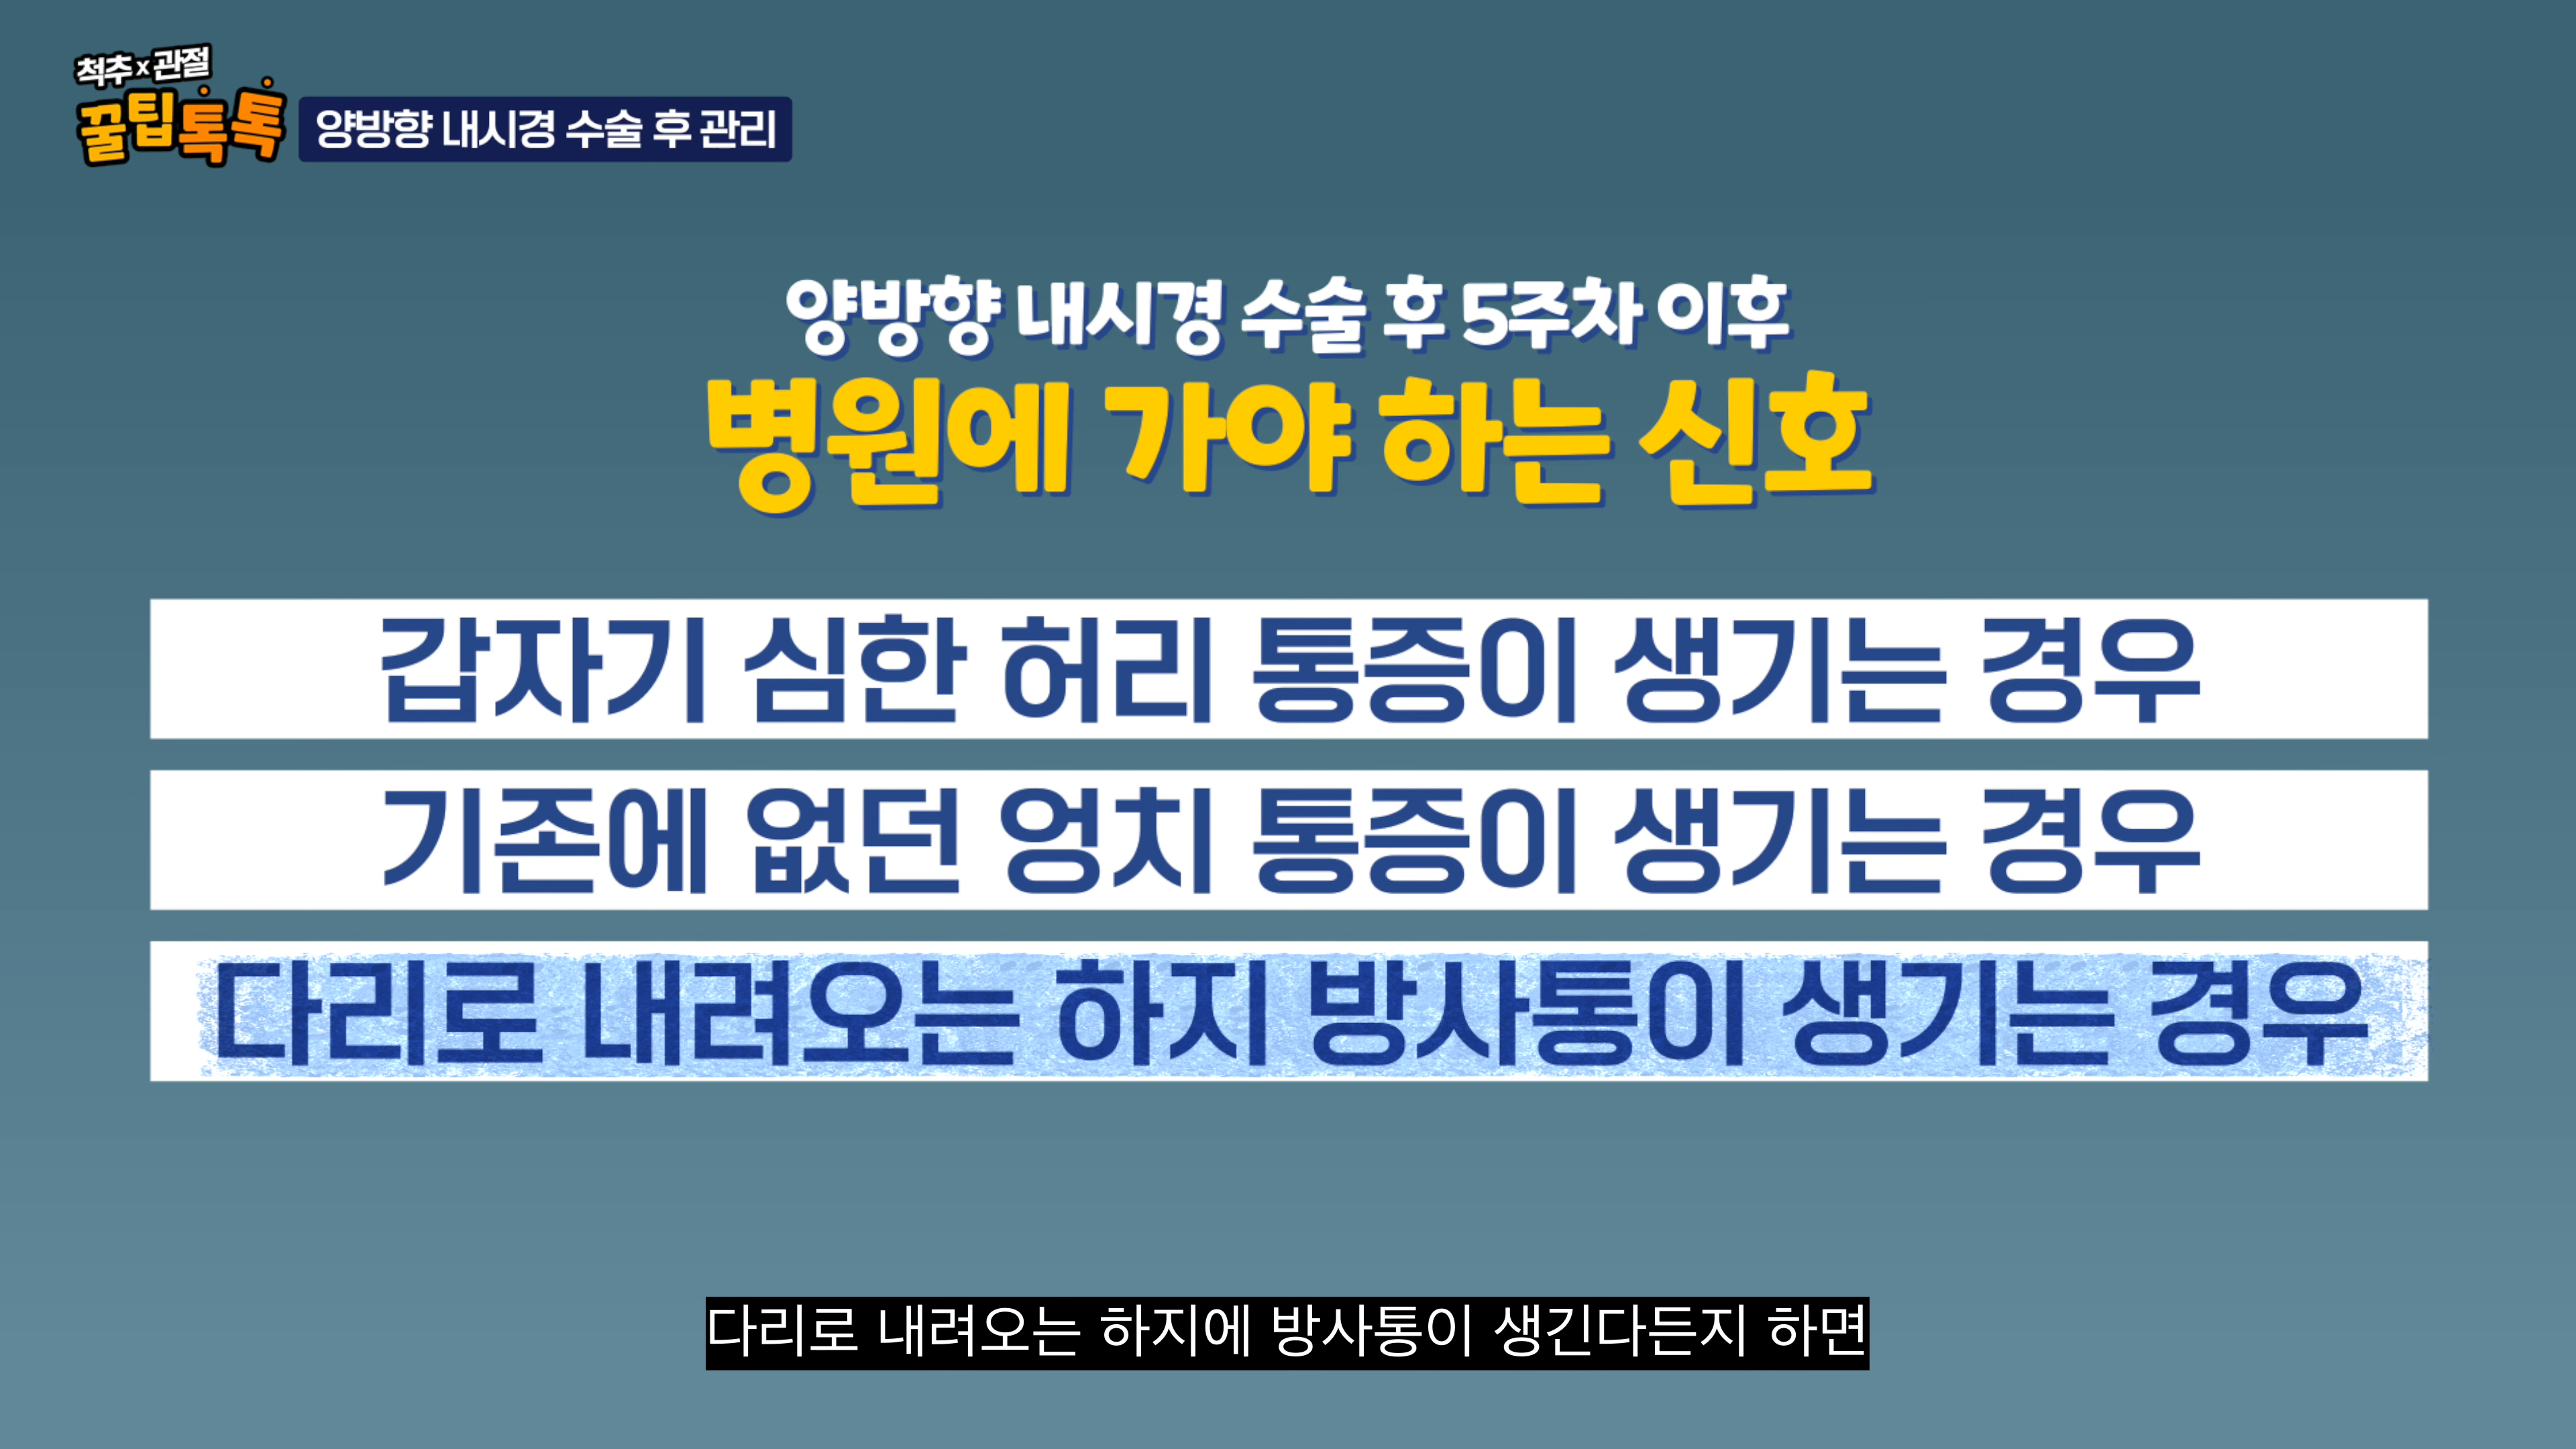 척추x관절
꿀팁톡톡
양방향 내시경 수술 후 관리
양방향 내시경 수술 후 5주차 이후
병원에 가야 하는 신호
갑자기 심한 허리 통증이 생기는 경우
기존에 없던 엉치 통증이 생기는 경우
다리로 내려오는 하지 방사통이 생기는 경우
다리로 내려오는 하지에 방사통이 생긴다든지 하면